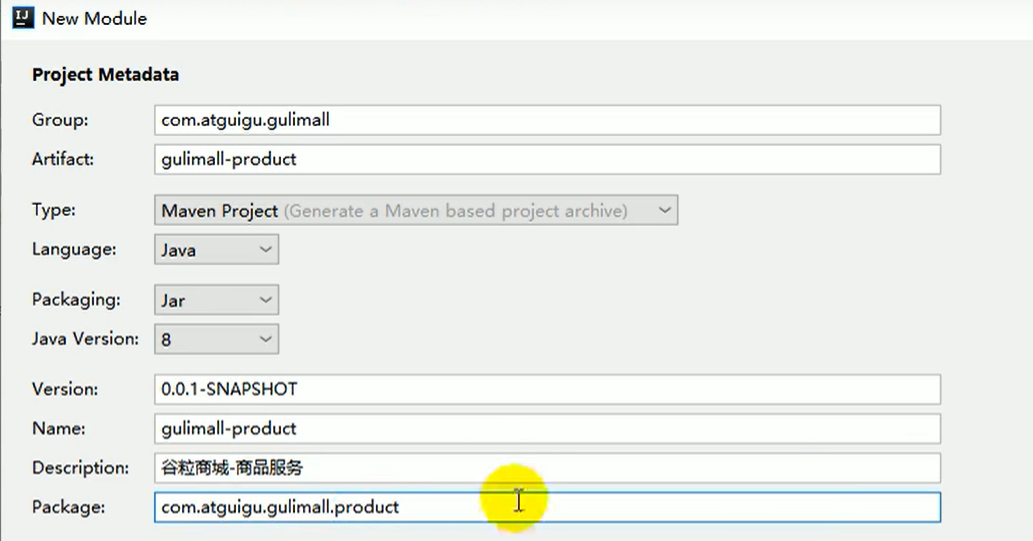 New Module
Project Metadata
Group: com.atguigu.gulimall
Artifact: gulimall-product
Type: Maven Project (Generate a Maven based project archive)
Language: Java
Packaging: Jar
Java Version: 8
Version: 0.0.1-SNAPSHOT
Name: gulimall-product
Description: 谷粒商城-商品服务
Package: com.atguigu.gulimall.product